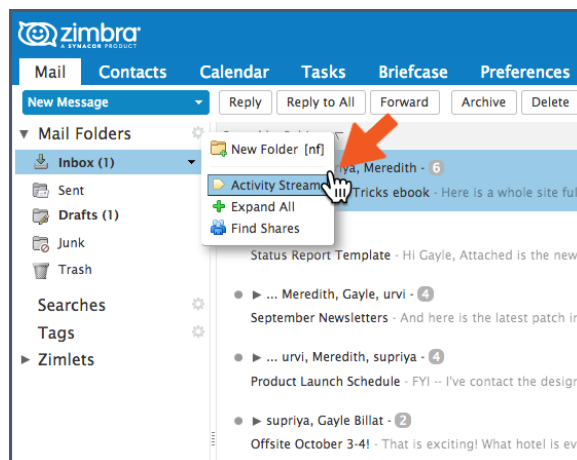 zimbra
A SYNACOR PRODUCT
Mail Contacts Calendar Tasks Briefcase Preferences
New Message Reply Reply to All Forward Archive Delete
Mail Folders
New Folder [nf]
Inbox (1)
Meredith - 6
Activity Stream
Tricks ebook - Here is a whole site ful
Sent
Expand All
Drafts (1)
Find Shares
Junk
Status Report Template - Hi Gayle, Attached is the new
Trash
... Meredith, Gayle, urvi - 4
Searches
September Newsletters - And here is the latest patch in
Tags
Zimlets
... urvi, Meredith, supriya - 4
Product Launch Schedule - FYI -- I've contact the design
supriya, Gayle Billat - 2
Offsite October 3-4! - That is exciting! What hotel is ev